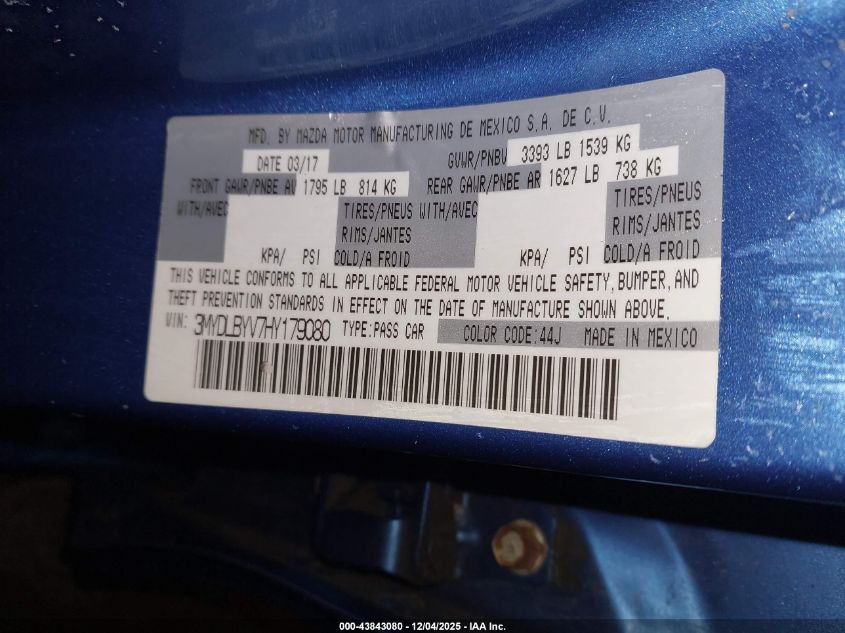 MFD. BY MAZDA MOTOR MANUFACTURING DE MEXICO S.A. DE C.V.
DATE 03/17 GVWR/PNBV 3393 LB 1539 KG
FRONT GAWR/PNBE AV 1795 LB 814 KG REAR GAWR/PNBE AR 1627 LB 738 KG
WITH/AVEC TIRES/PNEUS WITH/AVEC TIRES/PNEUS
RIMS/JANTES RIMS/JANTES
KPA/ PSI COLD/A FROID KPA/ PSI COLD/A FROID
THIS VEHICLE CONFORMS TO ALL APPLICABLE FEDERAL MOTOR VEHICLE SAFETY, BUMPER, AND
THEFT PREVENTION STANDARDS IN EFFECT ON THE DATE OF MANUFACTURE SHOWN ABOVE.
VIN: 3MYDLBYV7HY179080 TYPE:PASS CAR COLOR CODE:44J MADE IN MEXICO
000-43843080 - 12/04/2025 - IAA Inc.